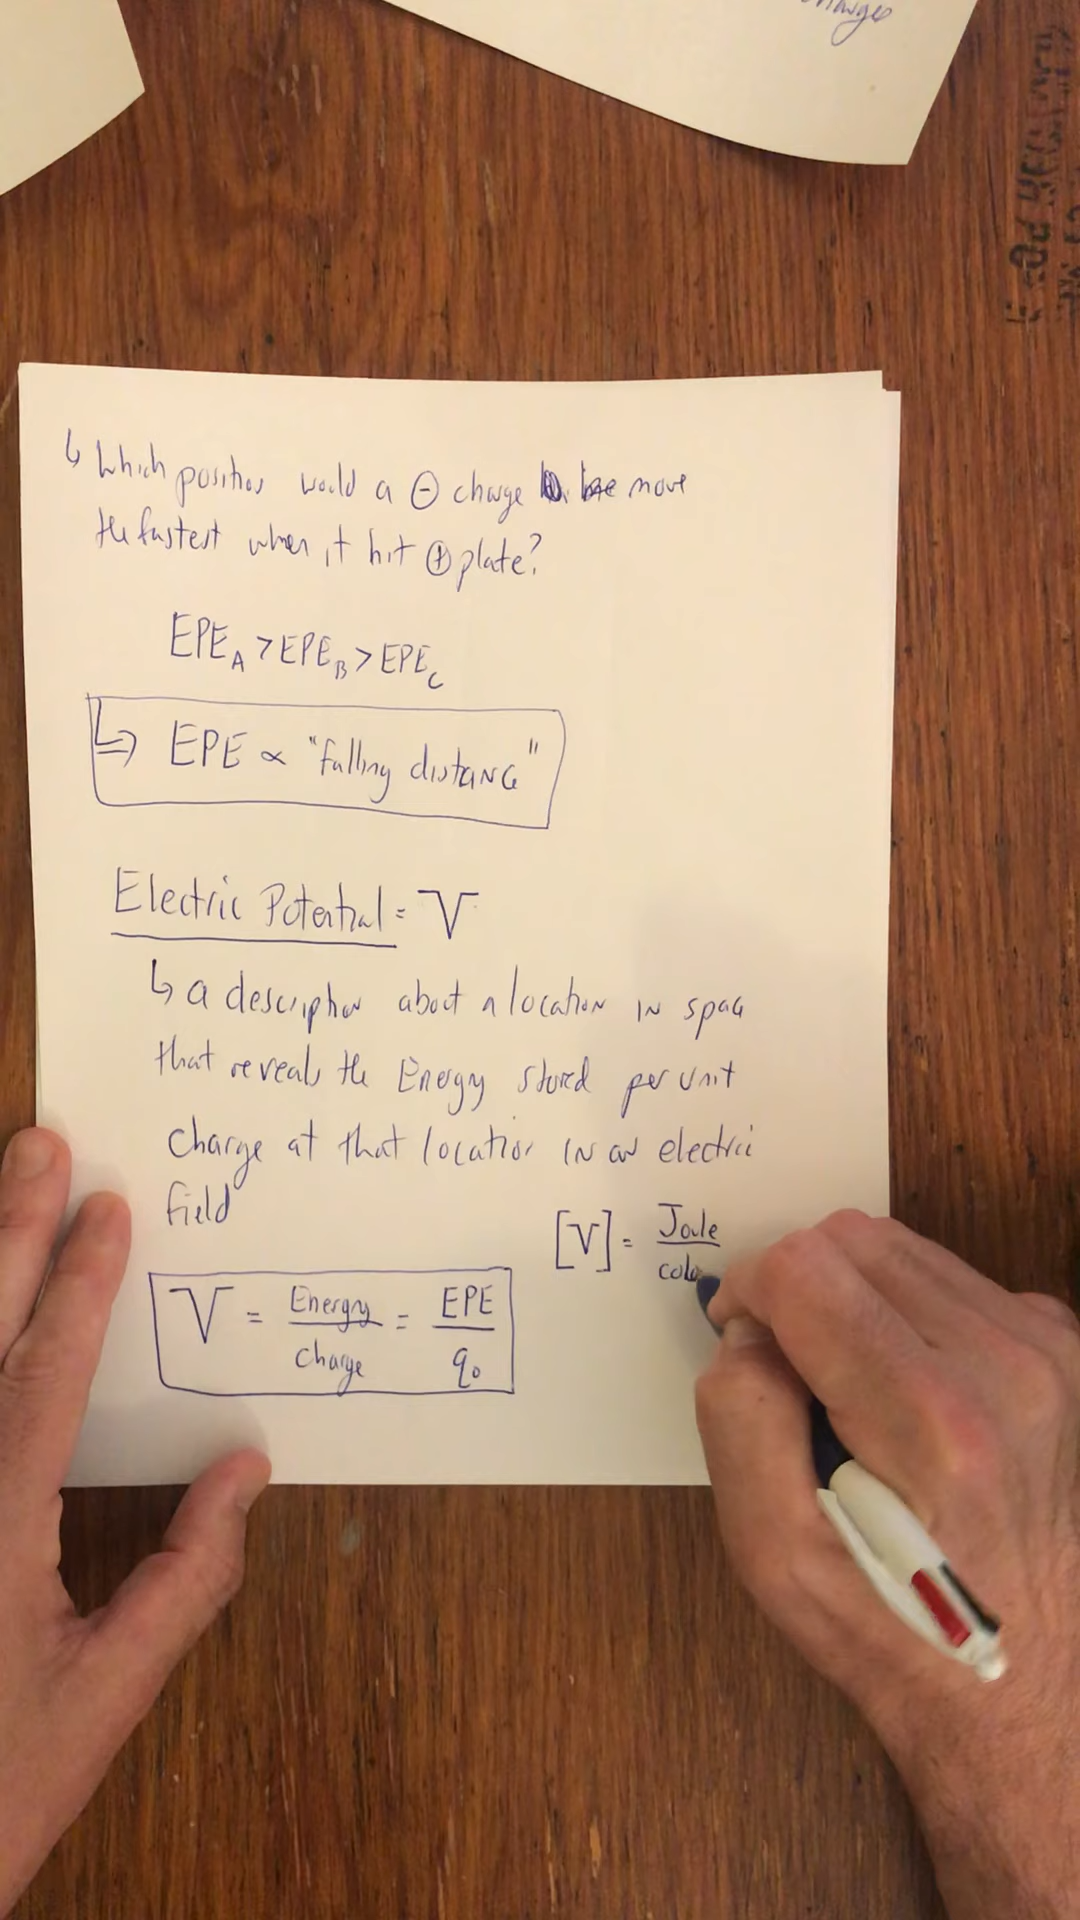 charge
↳ Which position would a ⊖ charge be move
the fastest when it hit ⊕ plate?
EPE_A > EPE_B > EPE_C
↳ EPE ∝ "falling distance"
Electric Potential = V
↳ a description about a location in space
that reveals the Energy stored per unit
charge at that location in an electric
field
[V] = Joule / coulo
V = Energy / charge = EPE / q₀